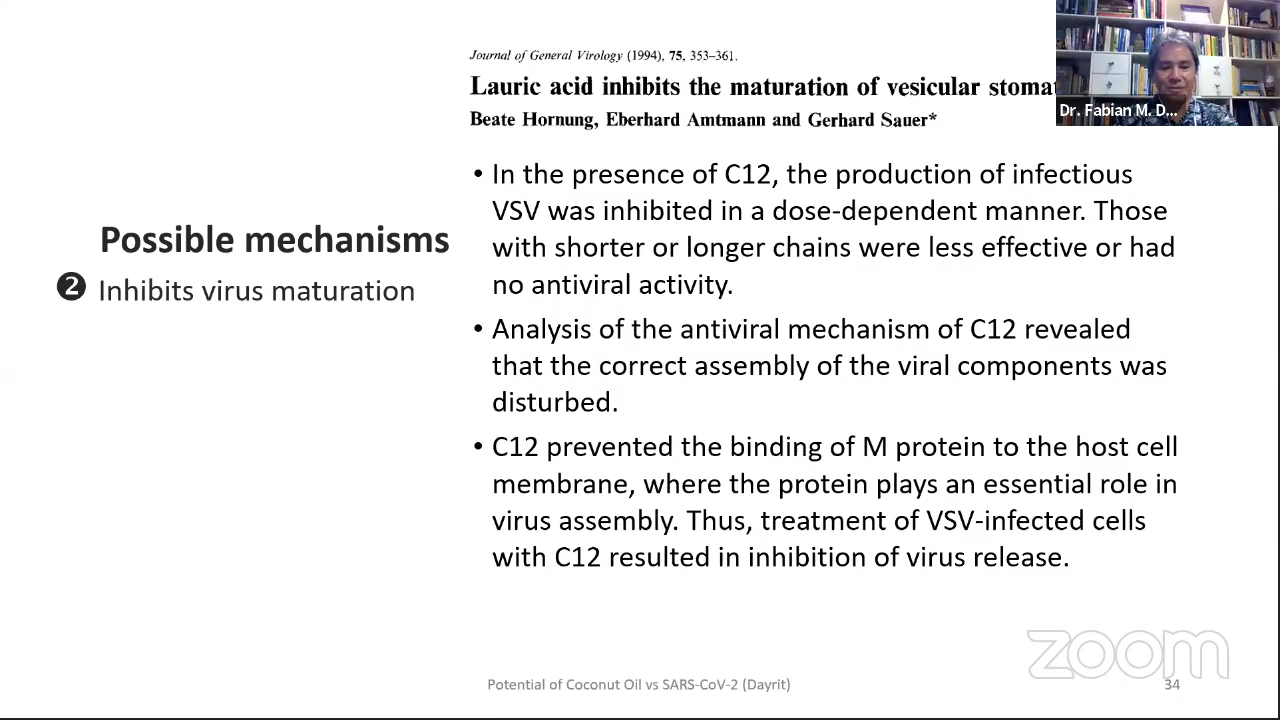 Journal of General Virology (1994), 75, 353–361.
Lauric acid inhibits the maturation of vesicular
Beate Hornung, Eberhard Amtmann and Gerhard Sauer*
Dr. Fabian M. D...
Possible mechanisms
❷ Inhibits virus maturation
• In the presence of C12, the production of infectious
VSV was inhibited in a dose-dependent manner. Those
with shorter or longer chains were less effective or had
no antiviral activity.
• Analysis of the antiviral mechanism of C12 revealed
that the correct assembly of the viral components was
disturbed.
• C12 prevented the binding of M protein to the host cell
membrane, where the protein plays an essential role in
virus assembly. Thus, treatment of VSV-infected cells
with C12 resulted in inhibition of virus release.
zoom
Potential of Coconut Oil vs SARS-CoV-2 (Dayrit)
34